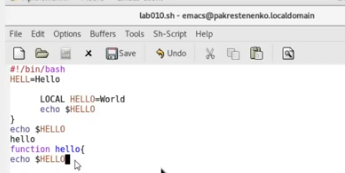 lab010.sh - emacs@pakrestenenko.localdomain
File Edit Options Buffers Tools Sh-Script Help
Save Undo
#!/bin/bash
HELL=Hello
LOCAL HELLO=World
echo $HELLO
}
echo $HELLO
hello
function hello{
echo $HELLO